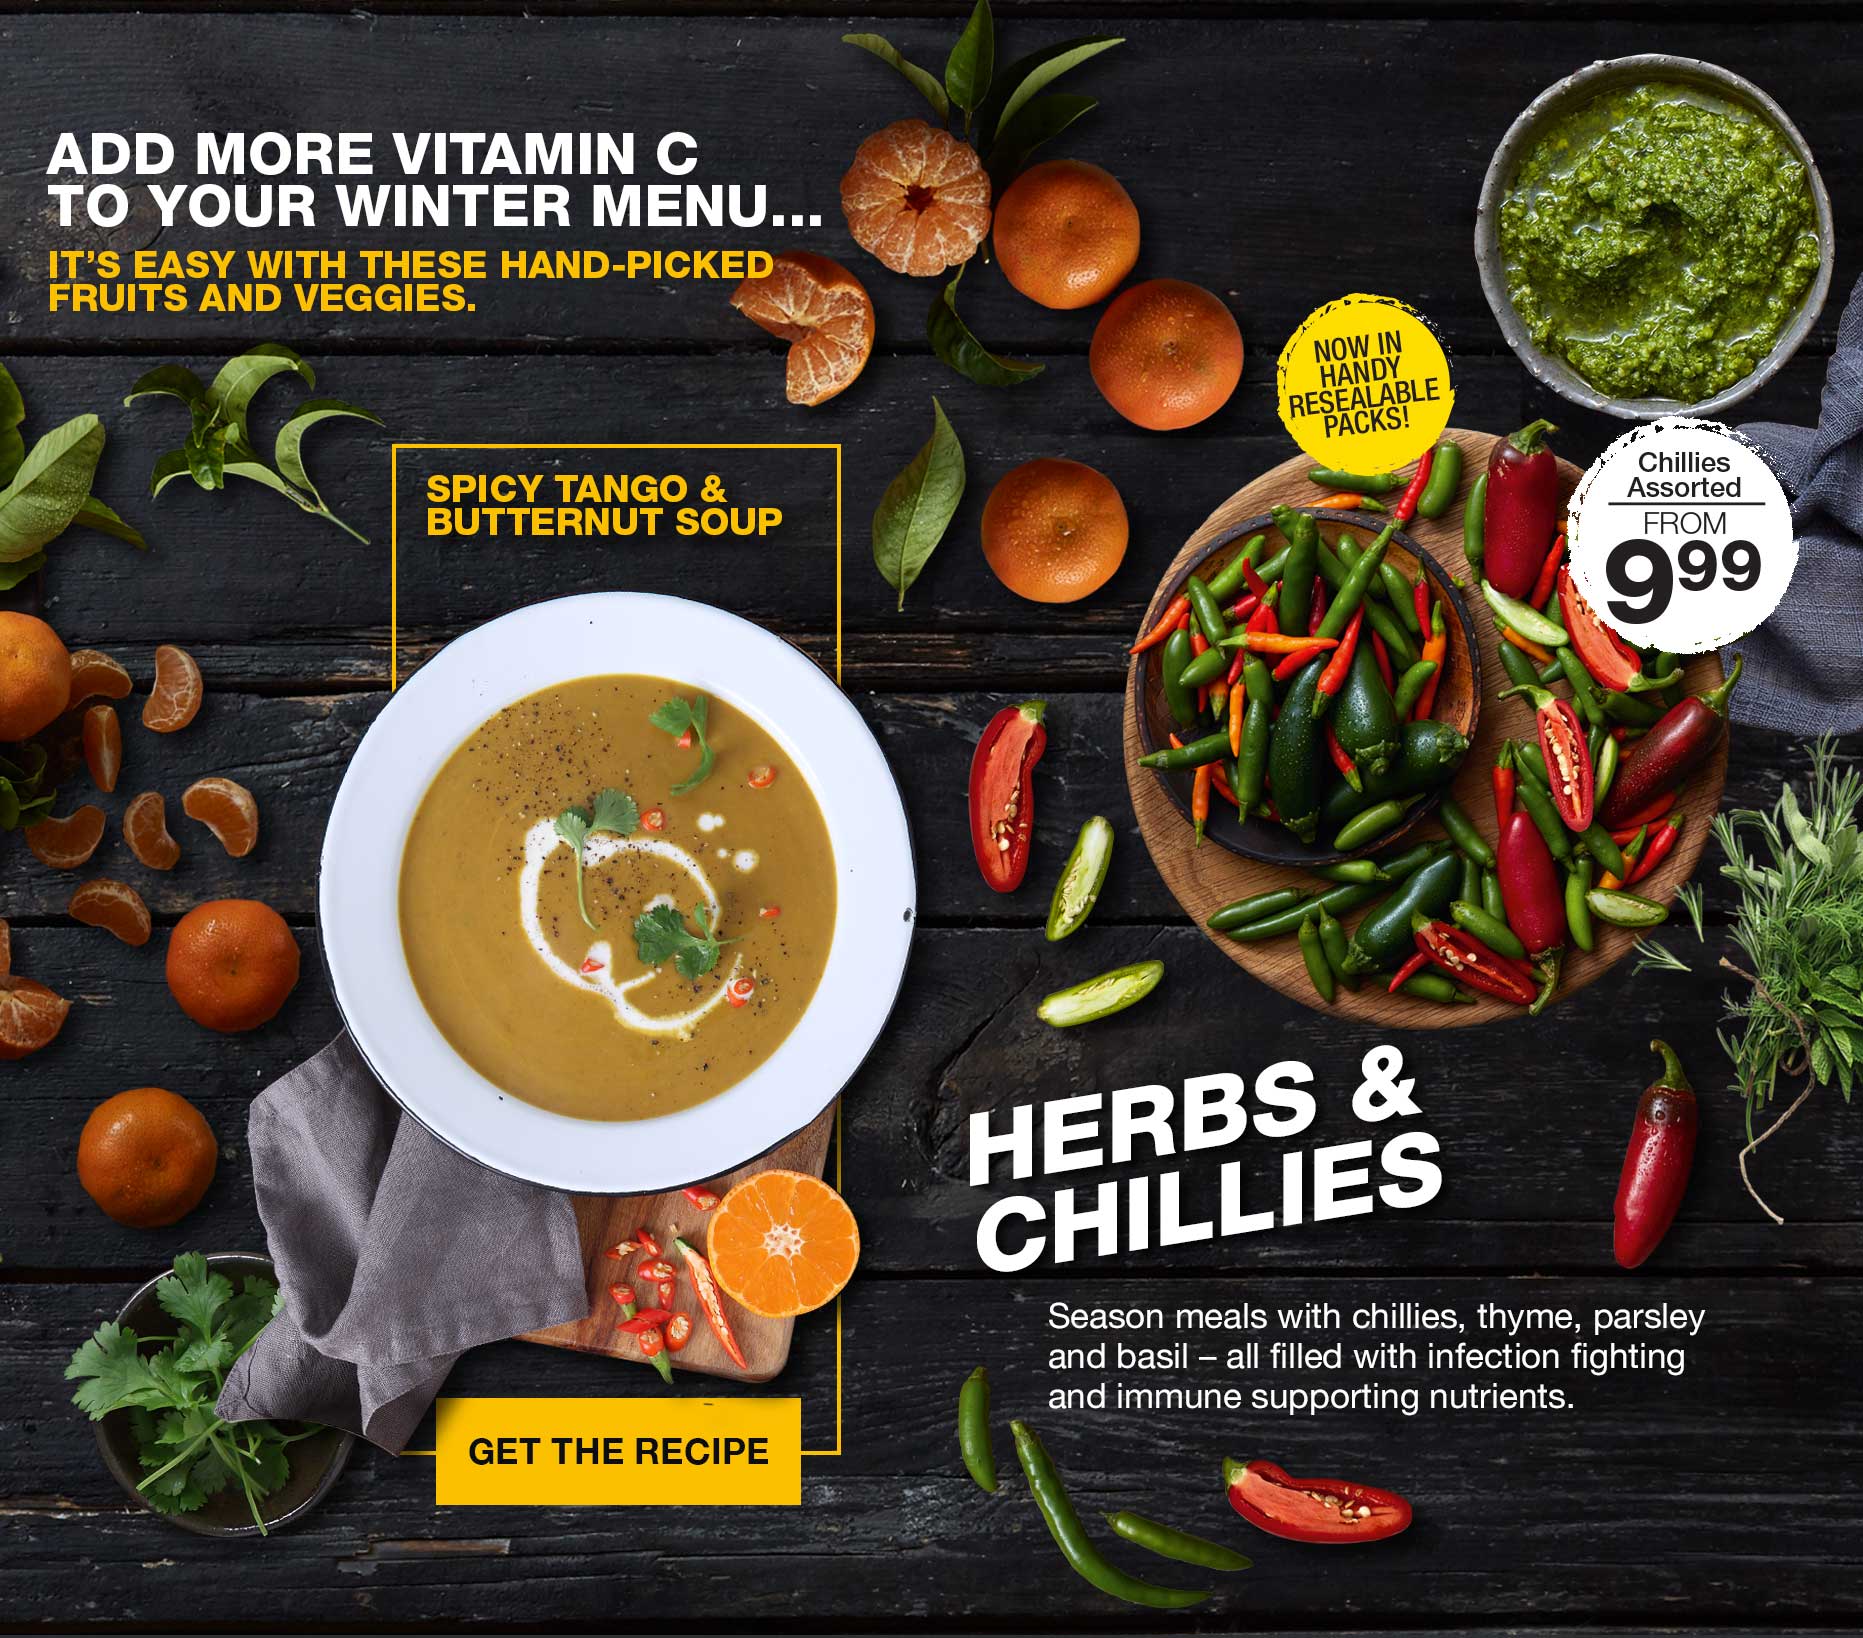 ADD MORE VITAMIN C
TO YOUR WINTER MENU...
IT'S EASY WITH THESE HAND-PICKED
FRUITS AND VEGGIES.
SPICY TANGO &
BUTTERNUT SOUP
GET THE RECIPE
NOW IN
HANDY
RESEALABLE
PACKS!
Chillies
Assorted
FROM
9 99
HERBS &
CHILLIES
Season meals with chillies, thyme, parsley
and basil – all filled with infection fighting
and immune supporting nutrients.